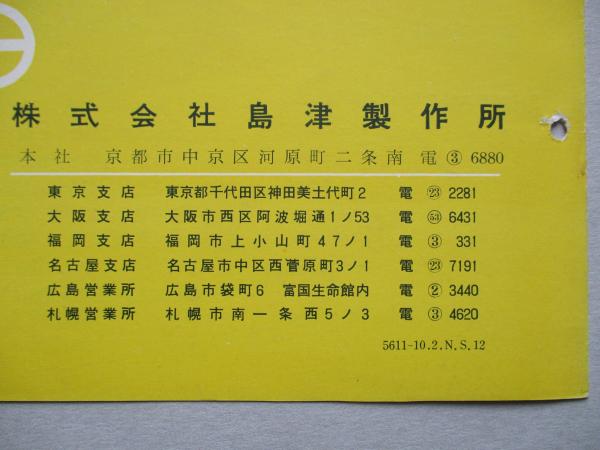 株式会社島津製作所
本社 京都市中京区河原町二条南 電 ③ 6880
東京支店 東京都千代田区神田美土代町2 電 ㉓ 2281
大阪支店 大阪市西区阿波堀通1ノ53 電 (53) 6431
福岡支店 福岡市上小山町47ノ1 電 ③ 331
名古屋支店 名古屋市中区西菅原町3ノ1 電 ㉓ 7191
広島営業所 広島市袋町6 富国生命館内 電 ② 3440
札幌営業所 札幌市南一条西5ノ3 電 ③ 4620
5611-10.2.N.S.12